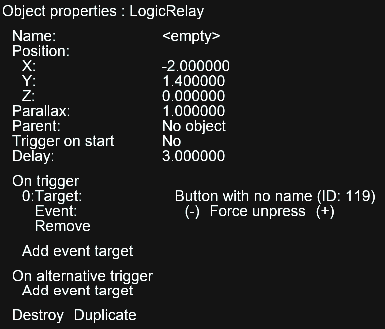 Object properties : LogicRelay
Name: <empty>
Position:
X: -2.000000
Y: 1.400000
Z: 0.000000
Parallax: 1.000000
Parent: No object
Trigger on start No
Delay: 3.000000
On trigger
0:Target: Button with no name (ID: 119)
Event: (-) Force unpress (+)
Remove
Add event target
On alternative trigger
Add event target
Destroy Duplicate